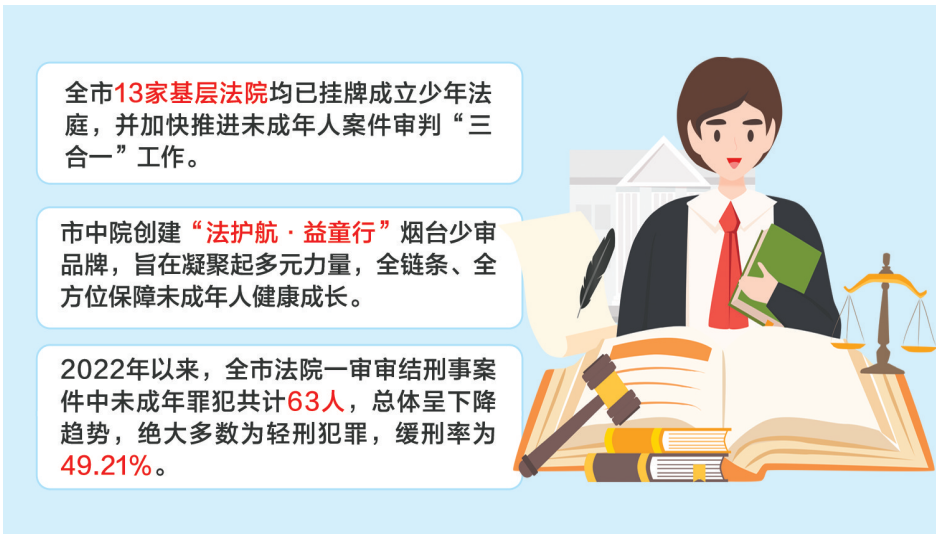 全市13家基层法院均已挂牌成立少年法
庭，并加快推进未成年人案件审判“三
合一”工作。
市中院创建“法护航·益童行”烟台少审
品牌，旨在凝聚起多元力量，全链条、全
方位保障未成年人健康成长。
2022年以来，全市法院一审审结刑事案
件中未成年罪犯共计63人，总体呈下降
趋势，绝大多数为轻刑犯罪，缓刑率为
49.21%。